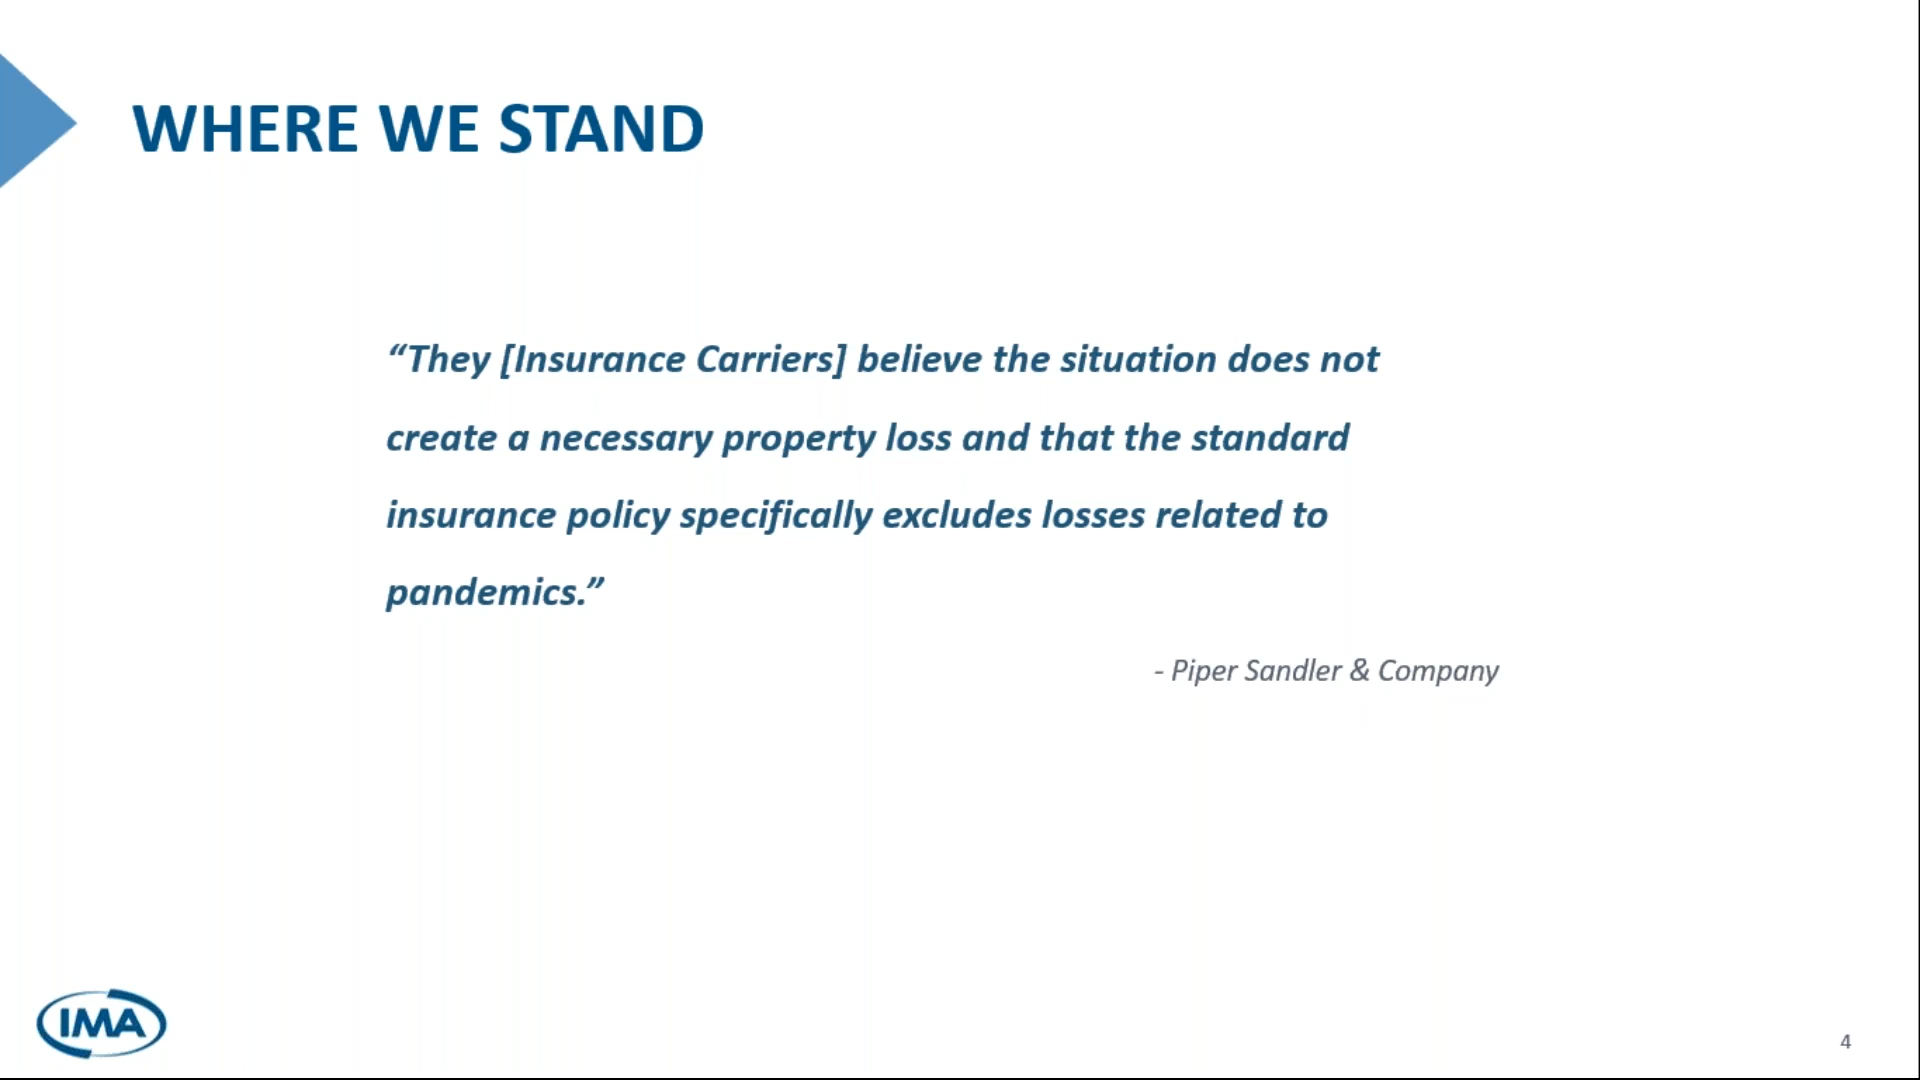 WHERE WE STAND
“They [Insurance Carriers] believe the situation does not
create a necessary property loss and that the standard
insurance policy specifically excludes losses related to
pandemics.”
- Piper Sandler & Company
IMA
4